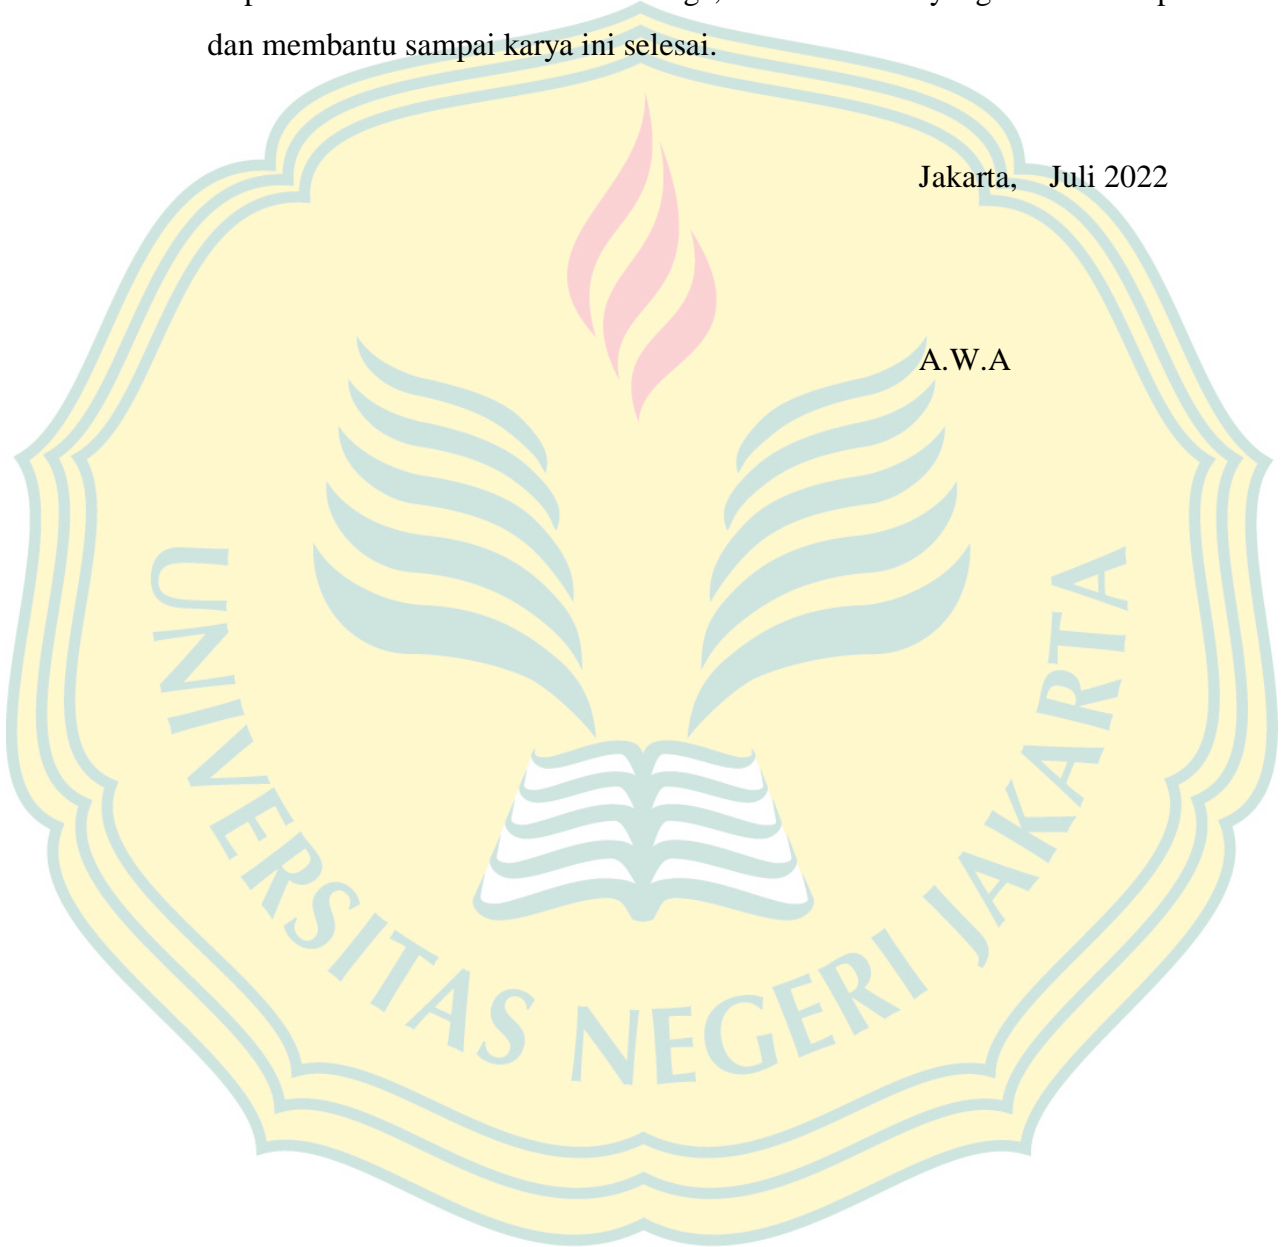 dan membantu sampai karya ini selesai.
Jakarta, Juli 2022
A.W.A
UNIVERSITAS NEGERI JAKARTA